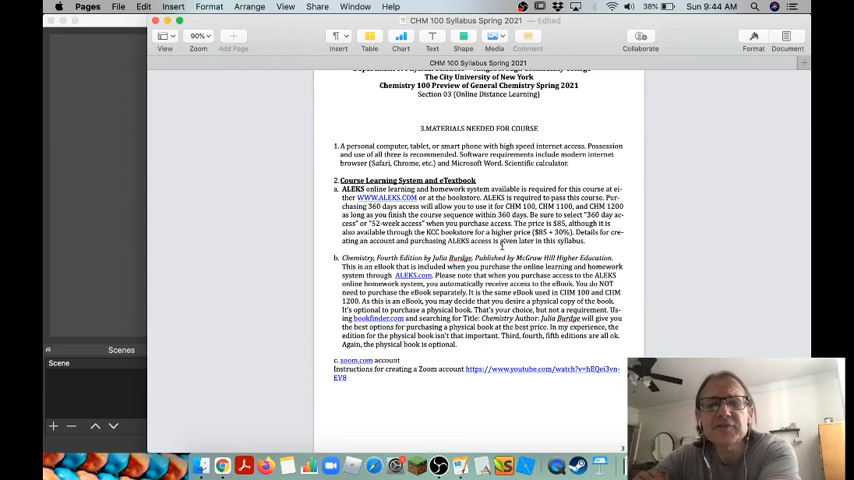 Pages File Edit Insert Format Arrange View Share Window Help
38% Sun 9:44 AM
CHM 100 Syllabus Spring 2021 — Edited
90%
View Zoom Add Page Insert Table Chart Text Shape Media Comment Collaborate Format Document
CHM 100 Syllabus Spring 2021
The City University of New York
Chemistry 100 Preview of General Chemistry Spring 2021
Section 03 (Online Distance Learning)
3.MATERIALS NEEDED FOR COURSE
1. A personal computer, tablet, or smart phone with high speed internet access. Possession
and use of all three is recommended. Software requirements include modern internet
browser (Safari, Chrome, etc.) and Microsoft Word. Scientific calculator.
2. Course Learning System and eTextbook
a. ALEKS online learning and homework system available is required for this course at ei-
ther WWW.ALEKS.COM or at the bookstore. ALEKS is required to pass this course. Pur-
chasing 360 days access will allow you to use it for CHM 100, CHM 1100, and CHM 1200
as long as you finish the course sequence within 360 days. Be sure to select "360 day ac-
cess" or "52-week access" when you purchase access. The price is $85, although it is
also available through the KCC bookstore for a higher price ($85 + 30%). Details for cre-
ating an account and purchasing ALEKS access is given later in this syllabus.
b. Chemistry, Fourth Edition by Julia Burdge. Published by McGraw Hill Higher Education.
This is an eBook that is included when you purchase the online learning and homework
system through ALEKS.com. Please note that when you purchase access to the ALEKS
online homework system, you automatically receive access to the eBook. You do NOT
need to purchase the eBook separately. It is the same eBook used in CHM 100 and CHM
1200. As this is an eBook, you may decide that you desire a physical copy of the book.
It's optional to purchase a physical book. That's your choice, but not a requirement. Us-
ing bookfinder.com and searching for Title: Chemistry Author: Julia Burdge will give you
the best options for purchasing a physical book at the best price. In my experience, the
edition for the physical book isn't that important. Third, fourth, fifth editions are all ok.
Again, the physical book is optional.
c. zoom.com account
Instructions for creating a Zoom account https://www.youtube.com/watch?v=hEQei3vn-
EV8
3
Scenes
Scene